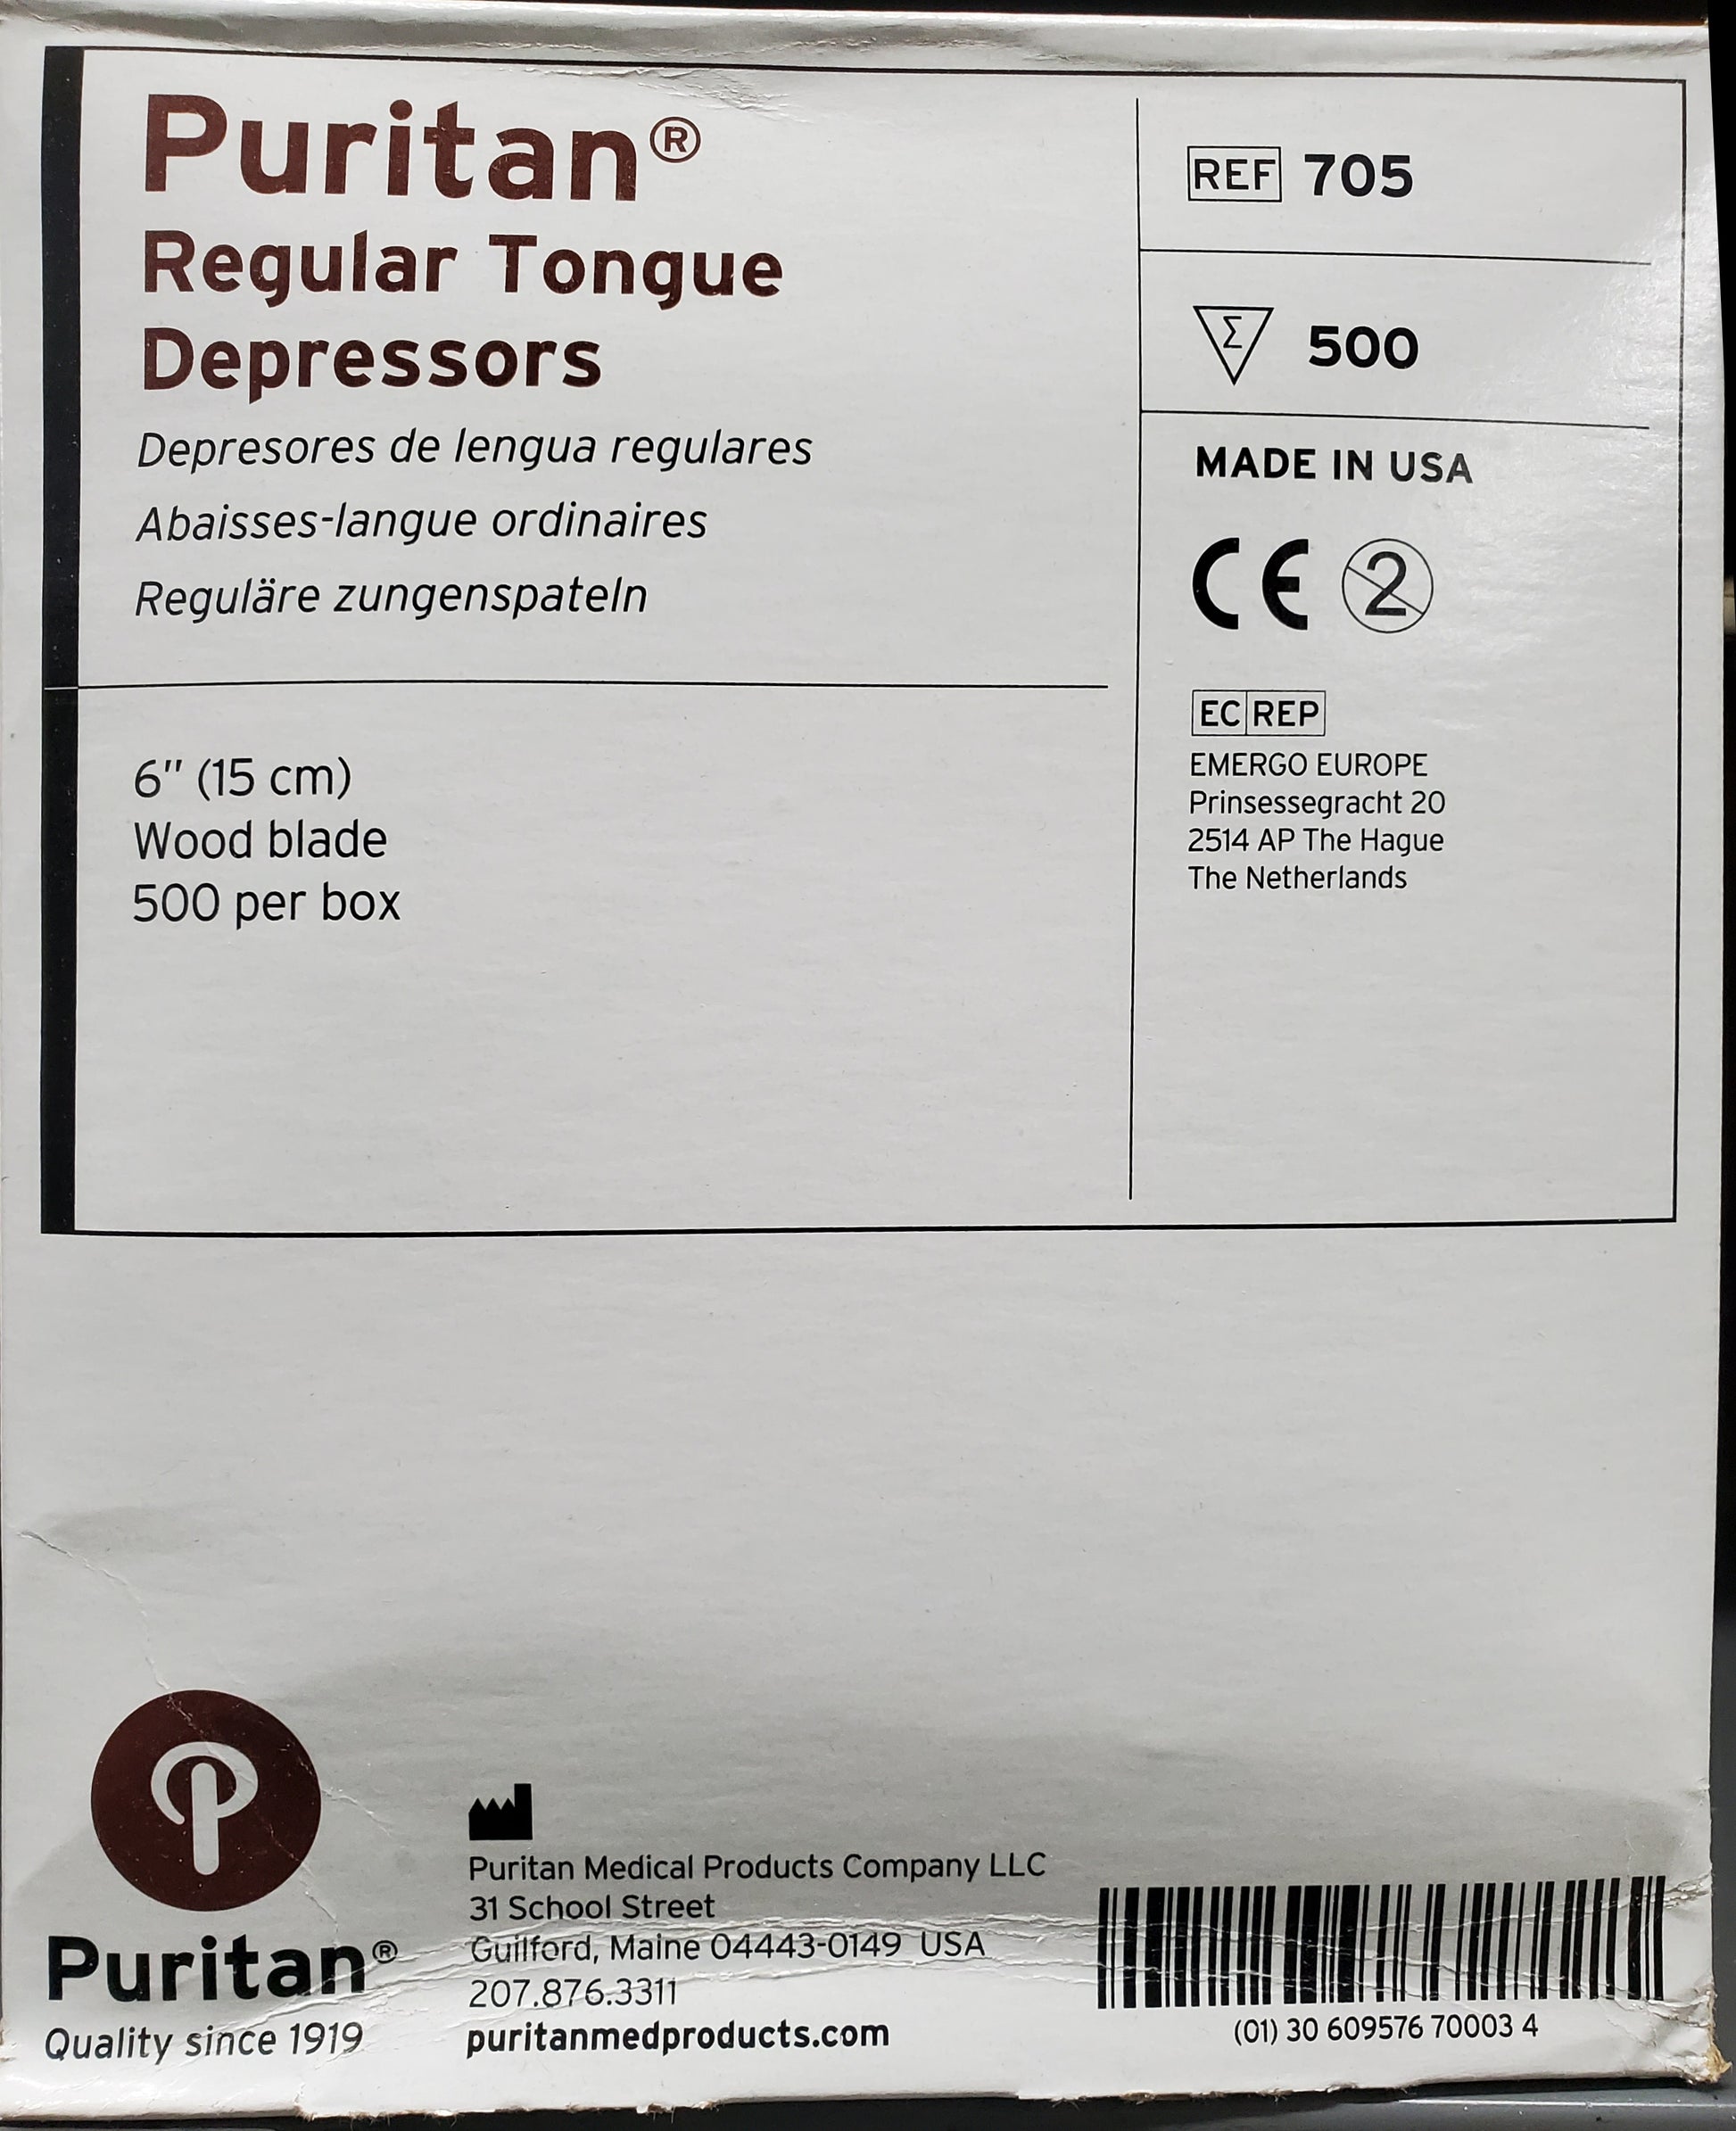 Puritan®
Regular Tongue
Depressors
Depresores de lengua regulares
Abaisses-langue ordinaires
Reguläre zungenspateln
6" (15 cm)
Wood blade
500 per box
REF 705
Σ 500
MADE IN USA
CE 2
EC REP
EMERGO EUROPE
Prinsessegracht 20
2514 AP The Hague
The Netherlands
P
Puritan®
Quality since 1919
Puritan Medical Products Company LLC
31 School Street
Guilford, Maine 04443-0149 USA
207.876.3311
puritanmedproducts.com
(01) 30 609576 70003 4